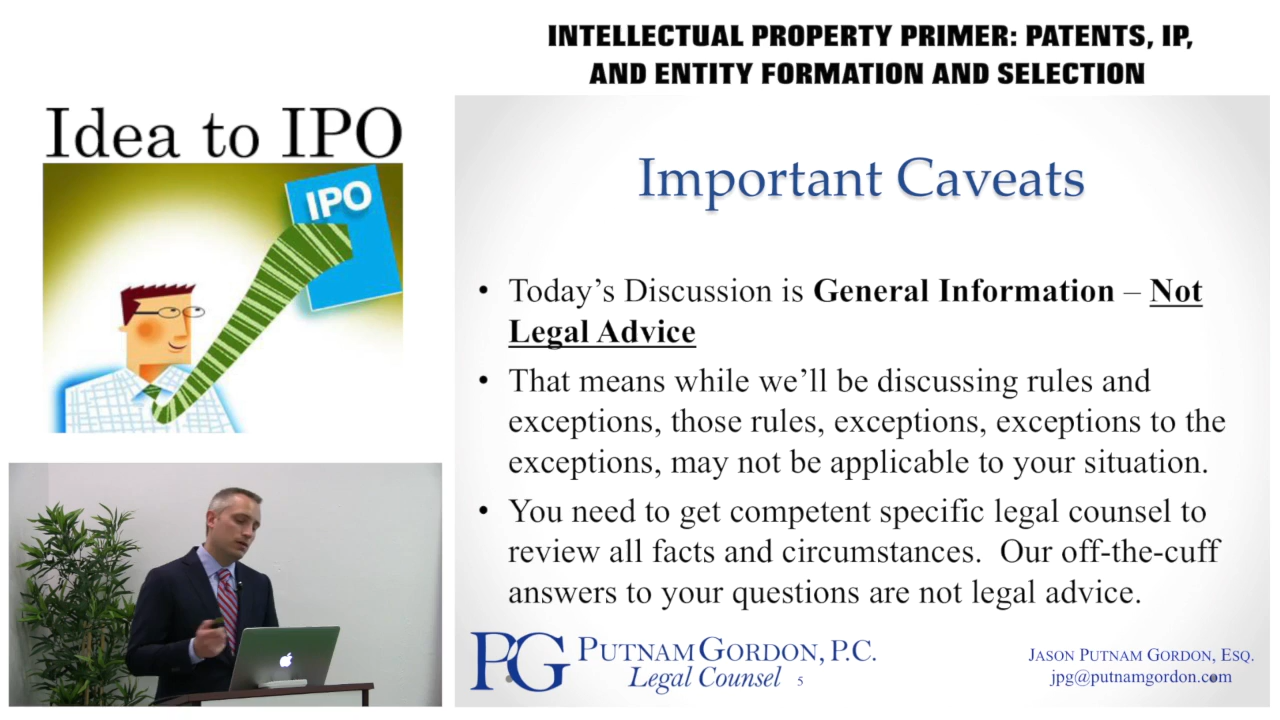 INTELLECTUAL PROPERTY PRIMER: PATENTS, IP,
AND ENTITY FORMATION AND SELECTION
Idea to IPO
IPO
Important Caveats
• Today’s Discussion is General Information – Not
Legal Advice
• That means while we’ll be discussing rules and
exceptions, those rules, exceptions, exceptions to the
exceptions, may not be applicable to your situation.
• You need to get competent specific legal counsel to
review all facts and circumstances.  Our off-the-cuff
answers to your questions are not legal advice.
PG PUTNAM GORDON, P.C.
Legal Counsel 5
JASON PUTNAM GORDON, ESQ.
jpg@putnamgordon.com